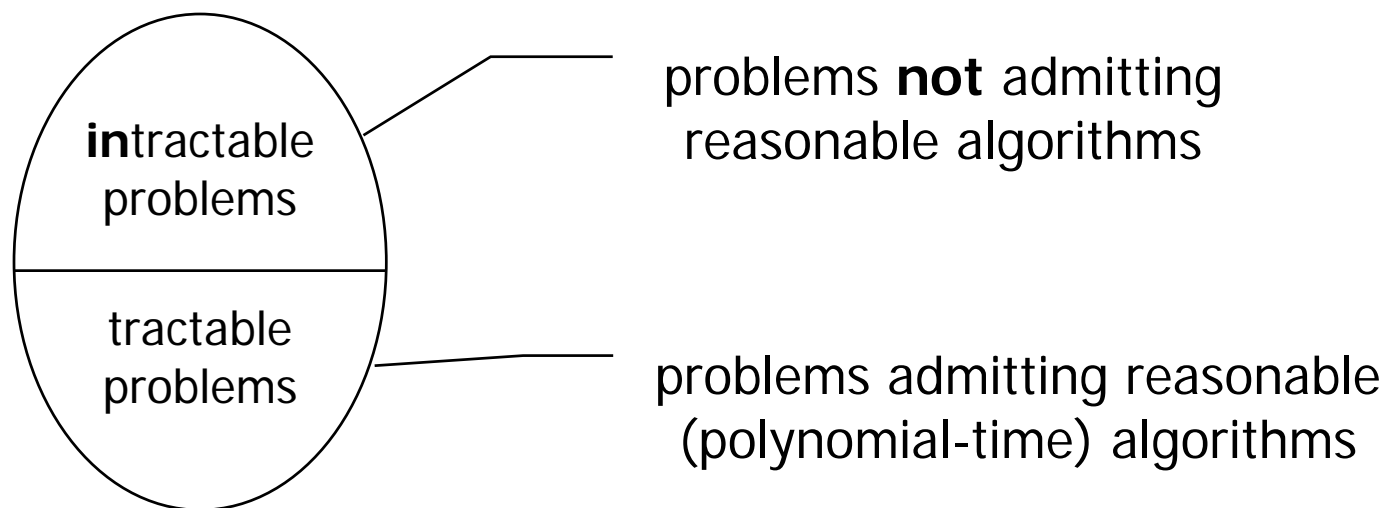 intractable
problems
problems not admitting
reasonable algorithms
tractable
problems
problems admitting reasonable
(polynomial-time) algorithms